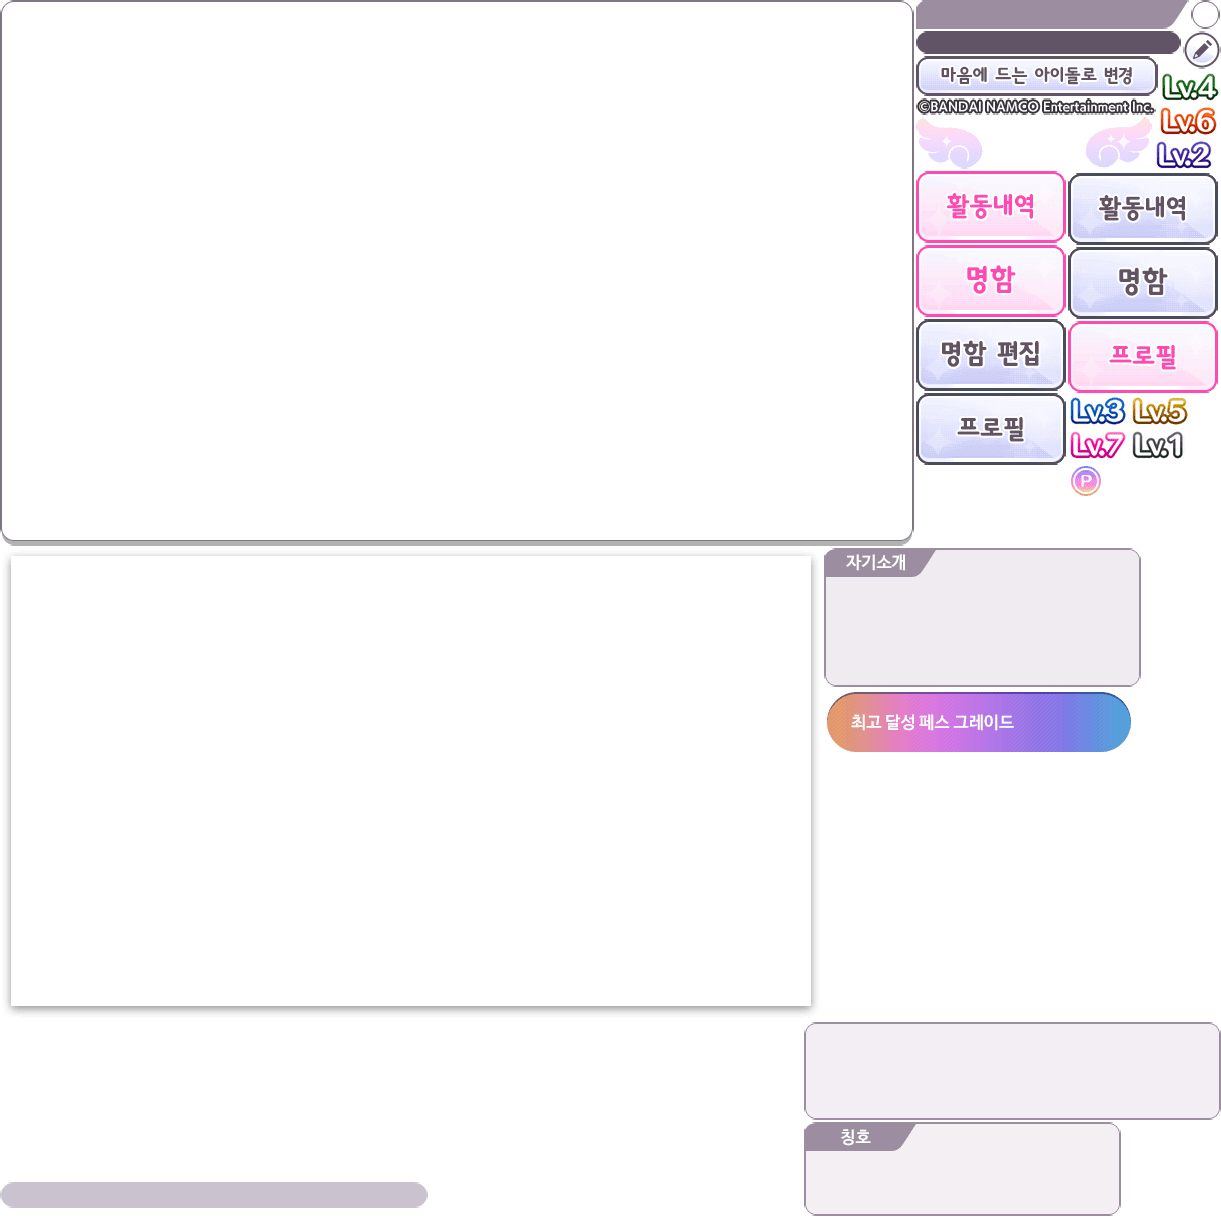 마음에 드는 아이돌로 변경
Lv.4
©BANDAI NAMCO Entertainment Inc.
Lv.6
Lv.2
활동내역
활동내역
명함
명함
명함 편집
프로필
프로필
Lv.3
Lv.5
Lv.7
Lv.1
P
자기소개
최고 달성 페스 그레이드
칭호